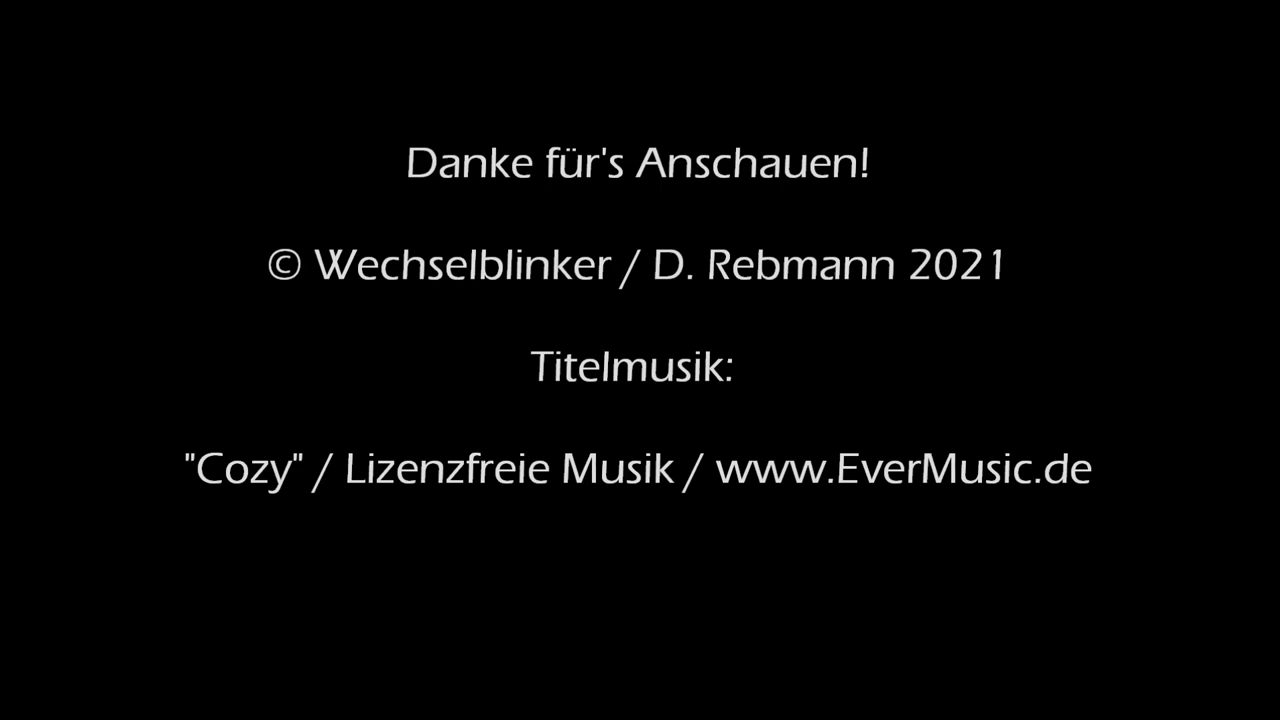 Danke für's Anschauen!
© Wechselblinker / D. Rebmann 2021
Titelmusik:
"Cozy" / Lizenzfreie Musik / www.EverMusic.de